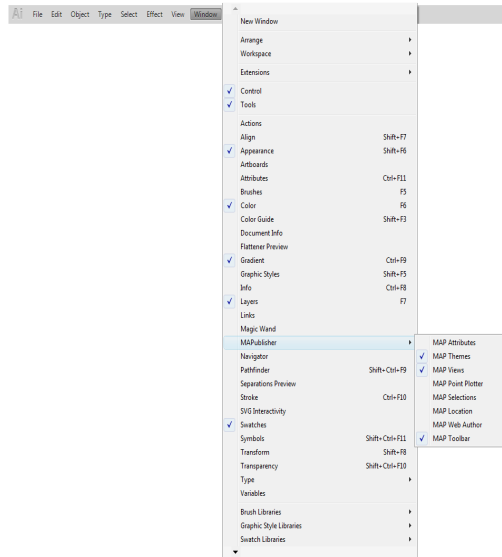 Ai File Edit Object Type Select Effect View Window
New Window
Arrange
Workspace
Extensions
Control
Tools
Actions
Align Shift+F7
Appearance Shift+F6
Artboards
Attributes Ctrl+F11
Brushes F5
Color F6
Color Guide Shift+F3
Document Info
Flattener Preview
Gradient Ctrl+F9
Graphic Styles Shift+F5
Info Ctrl+F8
Layers F7
Links
Magic Wand
MAPublisher MAP Attributes
Navigator MAP Themes
Pathfinder Shift+Ctrl+F9 MAP Views
Separations Preview MAP Point Plotter
Stroke Ctrl+F10 MAP Selections
SVG Interactivity MAP Location
Swatches MAP Web Author
Symbols Shift+Ctrl+F11 MAP Toolbar
Transform Shift+F8
Transparency Shift+Ctrl+F10
Type
Variables
Brush Libraries
Graphic Style Libraries
Swatch Libraries